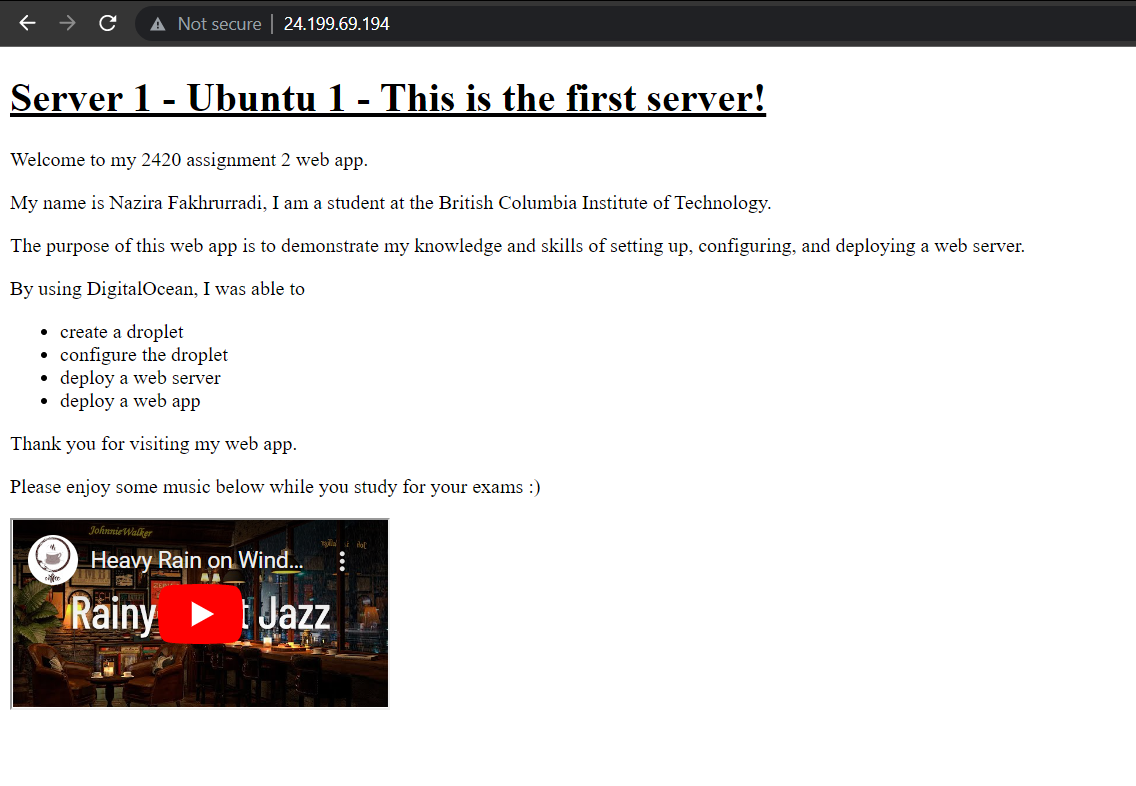 Not secure | 24.199.69.194
Server 1 - Ubuntu 1 - This is the first server!
Welcome to my 2420 assignment 2 web app.
My name is Nazira Fakhrurradi, I am a student at the British Columbia Institute of Technology.
The purpose of this web app is to demonstrate my knowledge and skills of setting up, configuring, and deploying a web server.
By using DigitalOcean, I was able to
• create a droplet
• configure the droplet
• deploy a web server
• deploy a web app
Thank you for visiting my web app.
Please enjoy some music below while you study for your exams :)
JohnnieWalker
Heavy Rain on Wind...
coffee
Rainy t Jazz